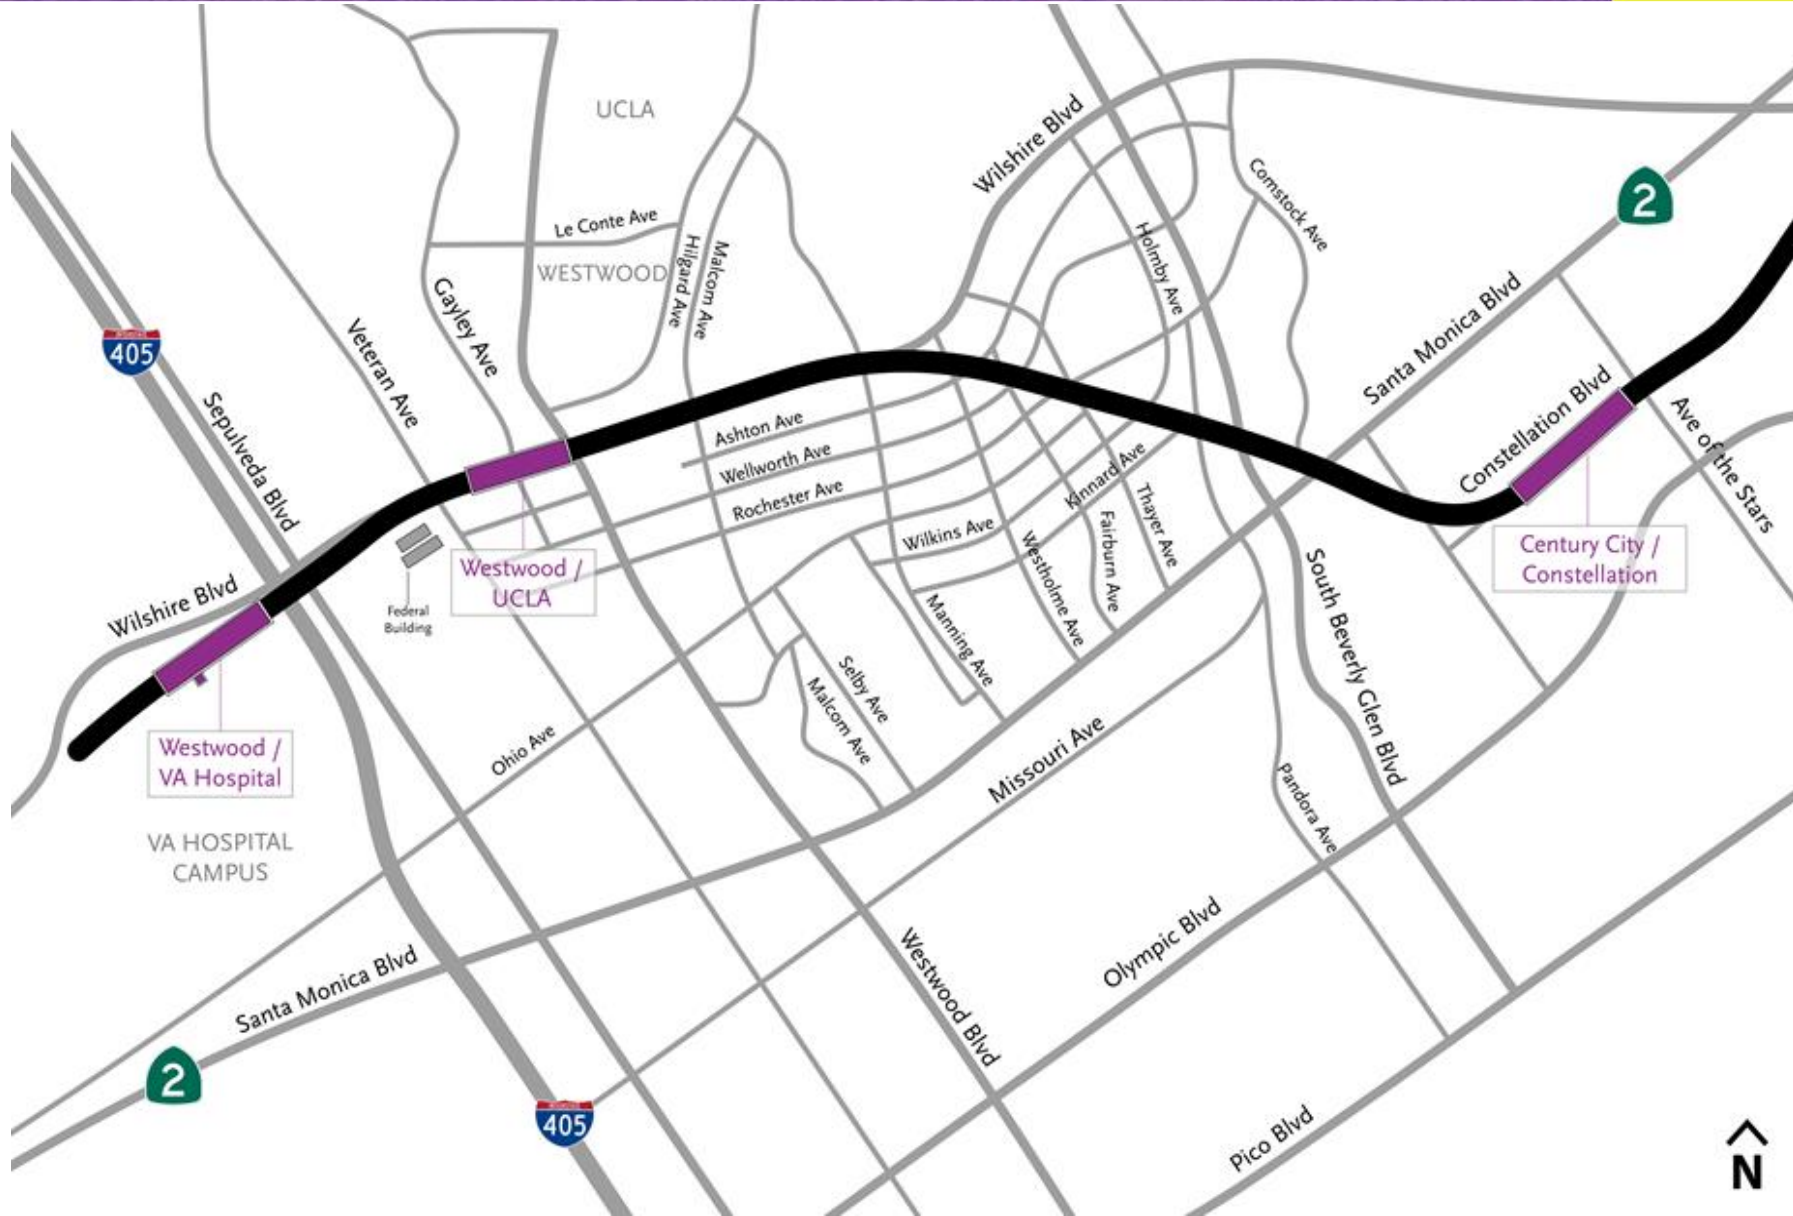 UCLA
Wilshire Blvd
Comstock Ave
2
Le Conte Ave
Hilgard Ave
Malcom Ave
Holmby Ave
WESTWOOD
Gayley Ave
Veteran Ave
405
Santa Monica Blvd
Sepulveda Blvd
Constellation Blvd
Ave of the Stars
Ashton Ave
Wellworth Ave
Rochester Ave
Kinnard Ave
Thayer Ave
Fairburn Ave
Wilkins Ave
Westholme Ave
Century City /
Constellation
Westwood /
UCLA
Federal
Building
Wilshire Blvd
Manning Ave
South Beverly Glen Blvd
Selby Ave
Malcom Ave
Westwood /
VA Hospital
Ohio Ave
Missouri Ave
Pandora Ave
VA HOSPITAL
CAMPUS
Olympic Blvd
Westwood Blvd
Santa Monica Blvd
2
405
Pico Blvd
N